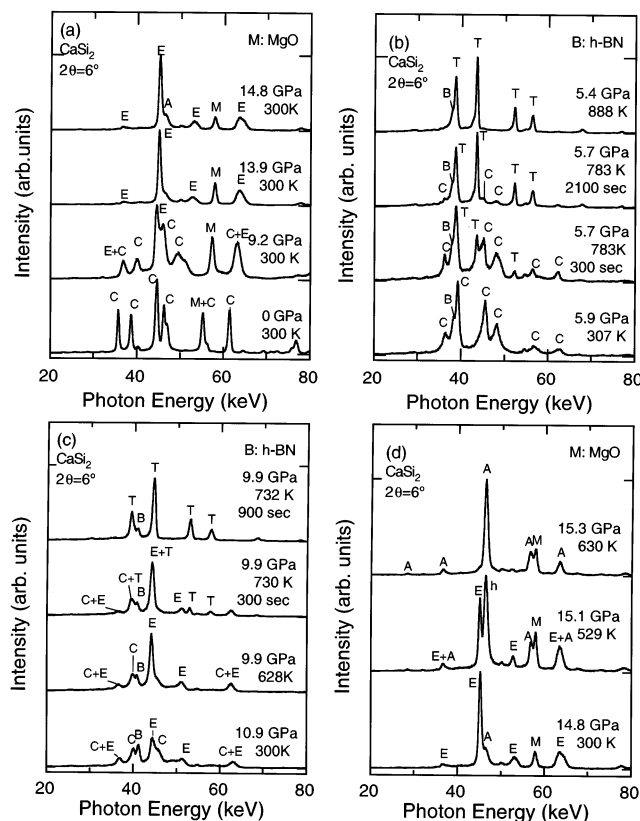 (a)
CaSi2
2θ=6°
M: MgO
E
A
E
E
M
E
14.8 GPa
300K
E
E
E
M
E
13.9 GPa
300 K
E+C
C
E
C
C
M
C+E
9.2 GPa
300 K
C
C
C
C
M+C
C
0 GPa
300 K
20 40 60 80
Photon Energy (keV)
Intensity (arb.units)
(b)
CaSi2
2θ=6°
B: h-BN
B
T
T
T
T
5.4 GPa
888 K
C
B
T
T
C
C
T
T
5.7 GPa
783 K
2100 sec
C
B
T
T
C
C
T
C
C
5.7 GPa
783K
300 sec
C
B
C
C
C
C
C
5.9 GPa
307 K
20 40 60 80
Photon Energy (keV)
Intensity (arb. units)
(c)
CaSi2
2θ=6°
B: h-BN
T
B
T
T
T
9.9 GPa
732 K
900 sec
C+E
C+T
B
E+T
E
T
T
9.9 GPa
730 K
300 sec
C+E
C
B
E
E
C+E
9.9 GPa
628K
C+E
C
B
E
C
E
C+E
10.9 GPa
300K
20 40 60 80
Photon Energy (keV)
Intensity (arb. units)
(d)
CaSi2
2θ=6°
M: MgO
A
A
A
A
M
A
15.3 GPa
630 K
E+A
E
h
E
A
M
E+A
15.1 GPa
529 K
E
E
A
E
M
E
14.8 GPa
300 K
20 40 60 80
Photon Energy (keV)
Intensity (arb. units)